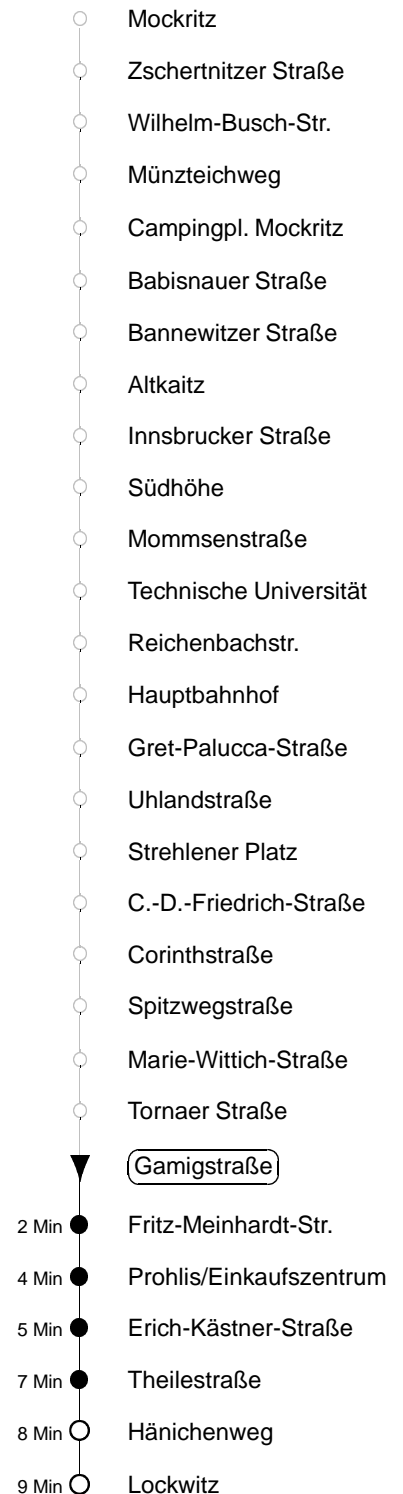 Mockritz
Zschertnitzer Straße
Wilhelm-Busch-Str.
Münzteichweg
Campingpl. Mockritz
Babisnauer Straße
Bannewitzer Straße
Altkaitz
Innsbrucker Straße
Südhöhe
Mommsenstraße
Technische Universität
Reichenbachstr.
Hauptbahnhof
Gret-Palucca-Straße
Uhlandstraße
Strehlener Platz
C.-D.-Friedrich-Straße
Corinthstraße
Spitzwegstraße
Marie-Wittich-Straße
Tornaer Straße
Gamigstraße
2 Min Fritz-Meinhardt-Str.
4 Min Prohlis/Einkaufszentrum
5 Min Erich-Kästner-Straße
7 Min Theilestraße
8 Min Hänichenweg
9 Min Lockwitz